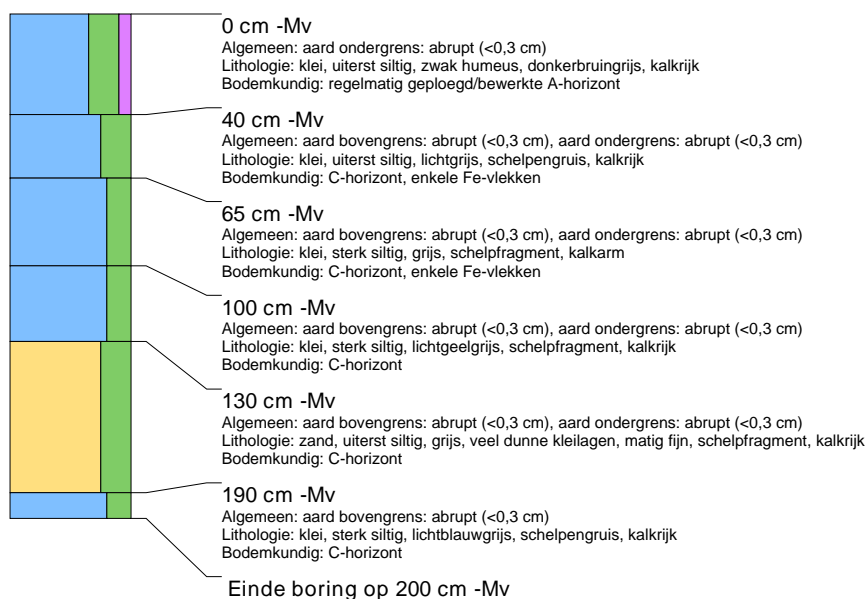 0 cm -Mv
Algemeen: aard ondergrens: abrupt (<0,3 cm)
Lithologie: klei, uiterst siltig, zwak humeus, donkerbruingrijs, kalkrijk
Bodemkundig: regelmatig geploegd/bewerkte A-horizont
40 cm -Mv
Algemeen: aard bovengrens: abrupt (<0,3 cm), aard ondergrens: abrupt (<0,3 cm)
Lithologie: klei, uiterst siltig, lichtgrijs, schelpengruis, kalkrijk
Bodemkundig: C-horizont, enkele Fe-vlekken
65 cm -Mv
Algemeen: aard bovengrens: abrupt (<0,3 cm), aard ondergrens: abrupt (<0,3 cm)
Lithologie: klei, sterk siltig, grijs, schelpfragment, kalkarm
Bodemkundig: C-horizont, enkele Fe-vlekken
100 cm -Mv
Algemeen: aard bovengrens: abrupt (<0,3 cm), aard ondergrens: abrupt (<0,3 cm)
Lithologie: klei, sterk siltig, lichtgeelgrijs, schelpfragment, kalkrijk
Bodemkundig: C-horizont
130 cm -Mv
Algemeen: aard bovengrens: abrupt (<0,3 cm), aard ondergrens: abrupt (<0,3 cm)
Lithologie: zand, uiterst siltig, grijs, veel dunne kleilagen, matig fijn, schelpfragment, kalkrijk
Bodemkundig: C-horizont
190 cm -Mv
Algemeen: aard bovengrens: abrupt (<0,3 cm)
Lithologie: klei, sterk siltig, lichtblauwgrijs, schelpengruis, kalkrijk
Bodemkundig: C-horizont
Einde boring op 200 cm -Mv